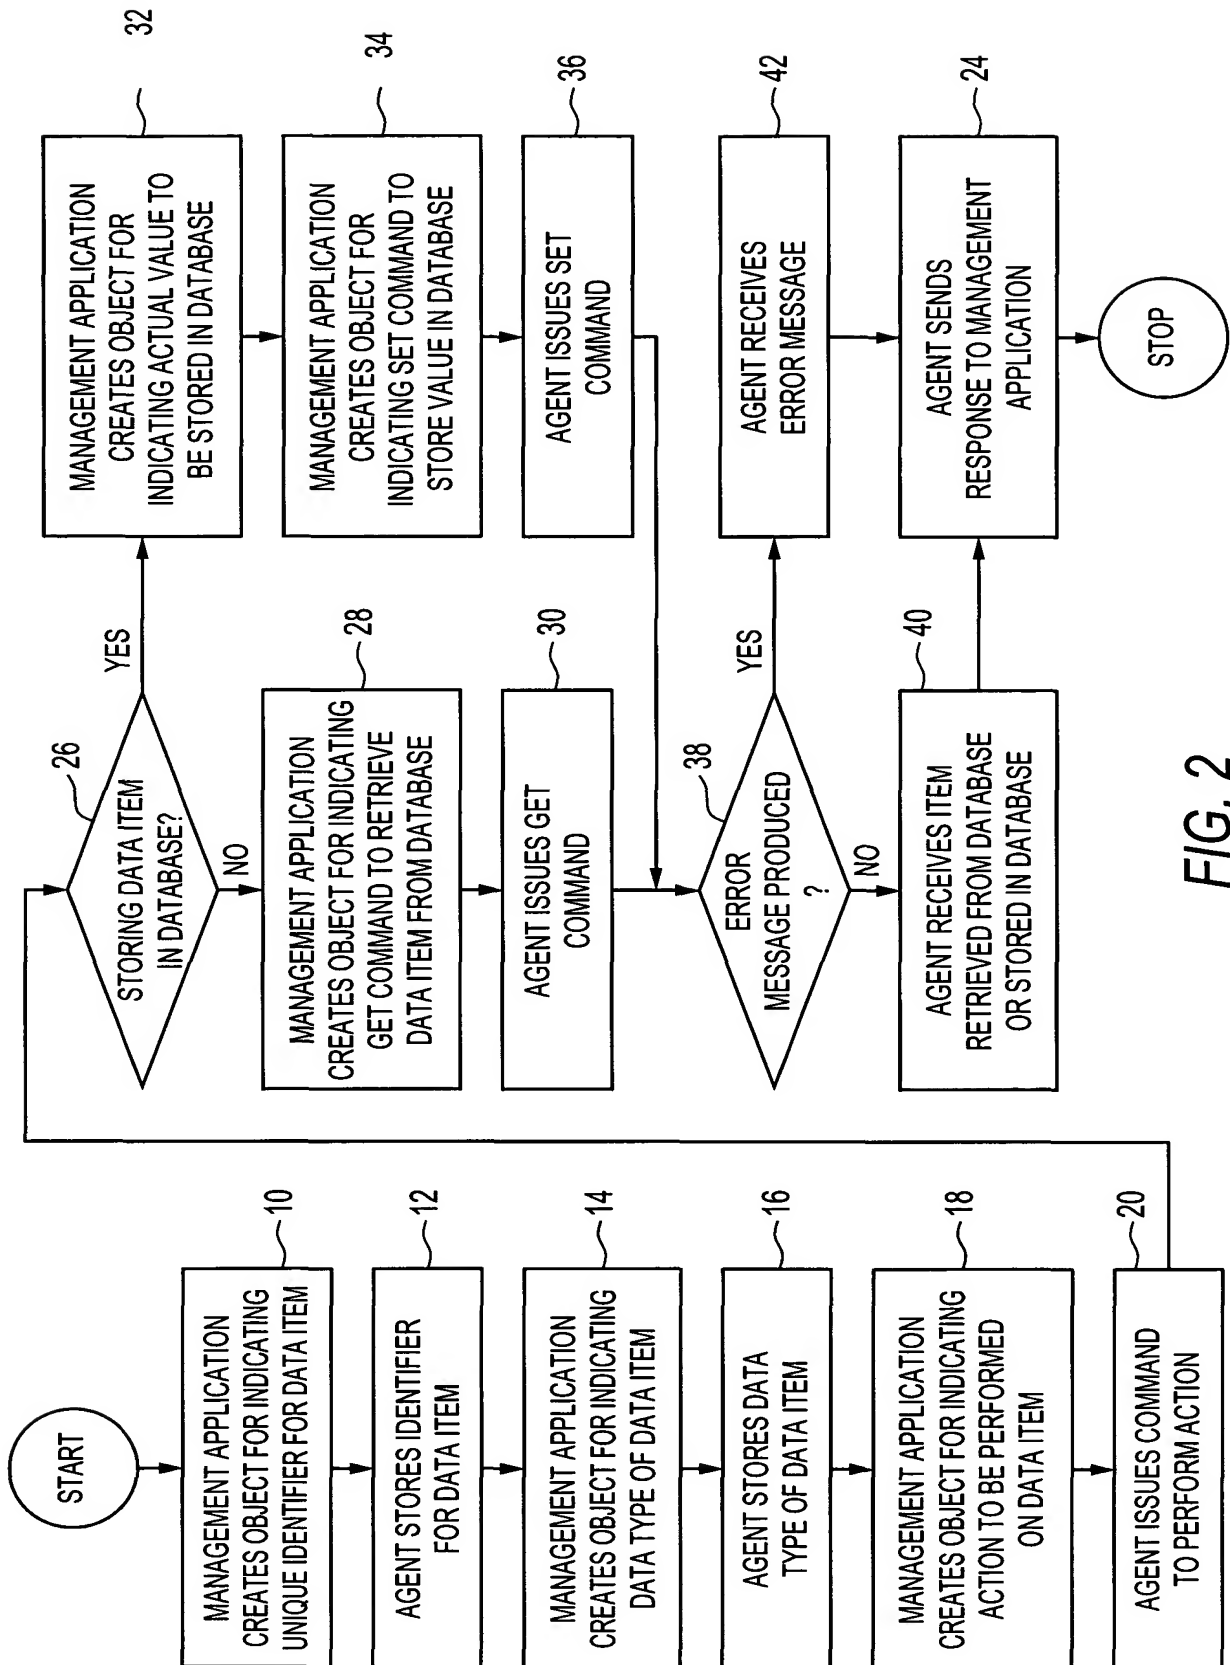 START
MANAGEMENT APPLICATION
CREATES OBJECT FOR INDICATING
UNIQUE IDENTIFIER FOR DATA ITEM
10
AGENT STORES IDENTIFIER
FOR DATA ITEM
12
MANAGEMENT APPLICATION
CREATES OBJECT FOR INDICATING
DATA TYPE OF DATA ITEM
14
AGENT STORES DATA
TYPE OF DATA ITEM
16
MANAGEMENT APPLICATION
CREATES OBJECT FOR INDICATING
ACTION TO BE PERFORMED
ON DATA ITEM
18
AGENT ISSUES COMMAND
TO PERFORM ACTION
20
STORING DATA ITEM
IN DATABASE?
26
YES
NO
MANAGEMENT APPLICATION
CREATES OBJECT FOR INDICATING
GET COMMAND TO RETRIEVE
DATA ITEM FROM DATABASE
28
AGENT ISSUES GET
COMMAND
30
MANAGEMENT APPLICATION
CREATES OBJECT FOR
INDICATING ACTUAL VALUE TO
BE STORED IN DATABASE
32
MANAGEMENT APPLICATION
CREATES OBJECT FOR
INDICATING SET COMMAND TO
STORE VALUE IN DATABASE
34
AGENT ISSUES SET
COMMAND
36
ERROR
MESSAGE PRODUCED
?
38
YES
NO
AGENT RECEIVES ITEM
RETRIEVED FROM DATABASE
OR STORED IN DATABASE
40
AGENT RECEIVES
ERROR MESSAGE
42
AGENT SENDS
RESPONSE TO MANAGEMENT
APPLICATION
24
STOP
FIG. 2